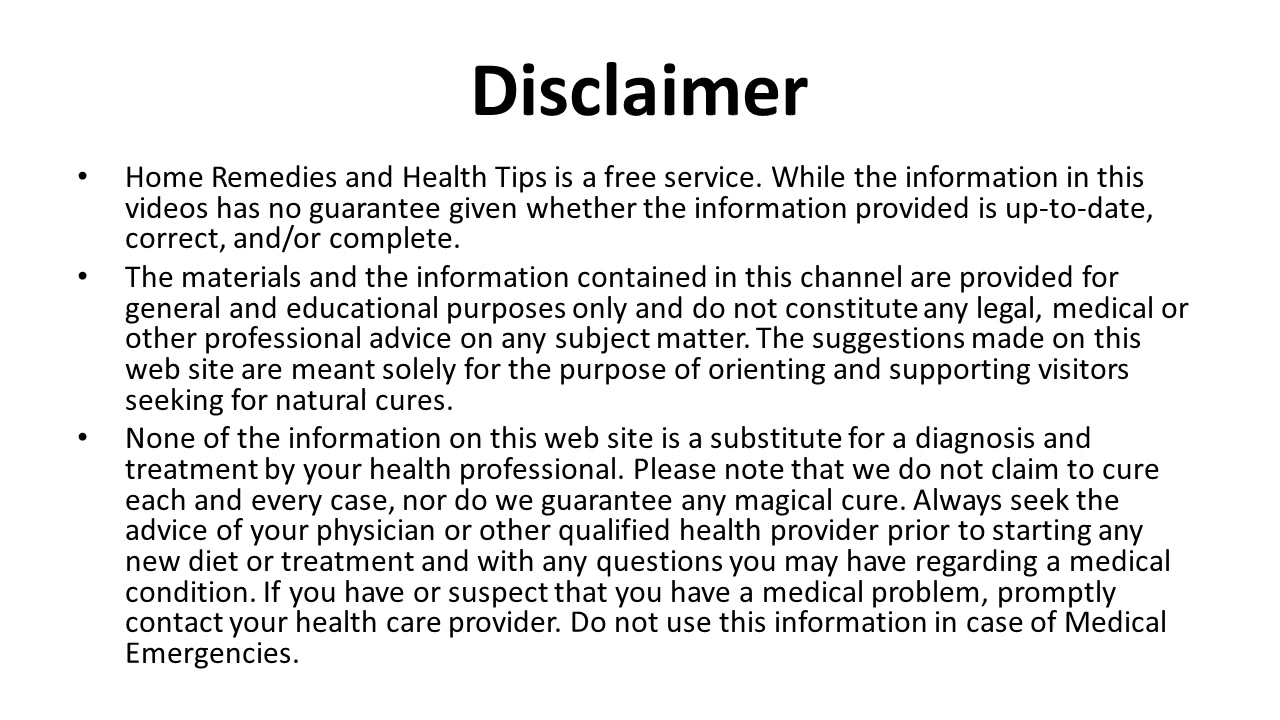 Disclaimer
• Home Remedies and Health Tips is a free service. While the information in this
videos has no guarantee given whether the information provided is up-to-date,
correct, and/or complete.
• The materials and the information contained in this channel are provided for
general and educational purposes only and do not constitute any legal, medical or
other professional advice on any subject matter. The suggestions made on this
web site are meant solely for the purpose of orienting and supporting visitors
seeking for natural cures.
• None of the information on this web site is a substitute for a diagnosis and
treatment by your health professional. Please note that we do not claim to cure
each and every case, nor do we guarantee any magical cure. Always seek the
advice of your physician or other qualified health provider prior to starting any
new diet or treatment and with any questions you may have regarding a medical
condition. If you have or suspect that you have a medical problem, promptly
contact your health care provider. Do not use this information in case of Medical
Emergencies.